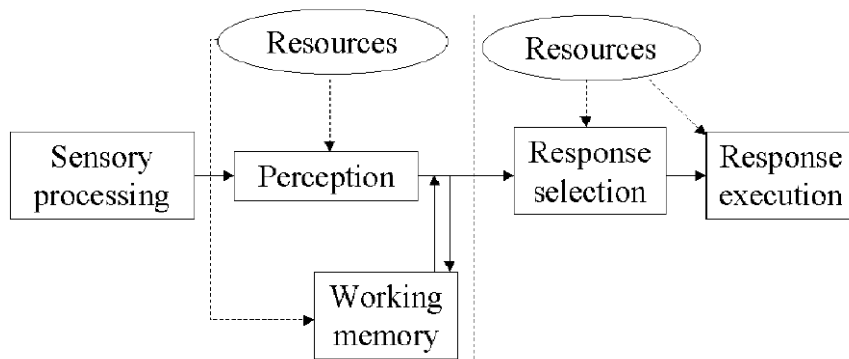 Resources
Resources
Sensory
processing
Perception
Response
selection
Response
execution
Working
memory